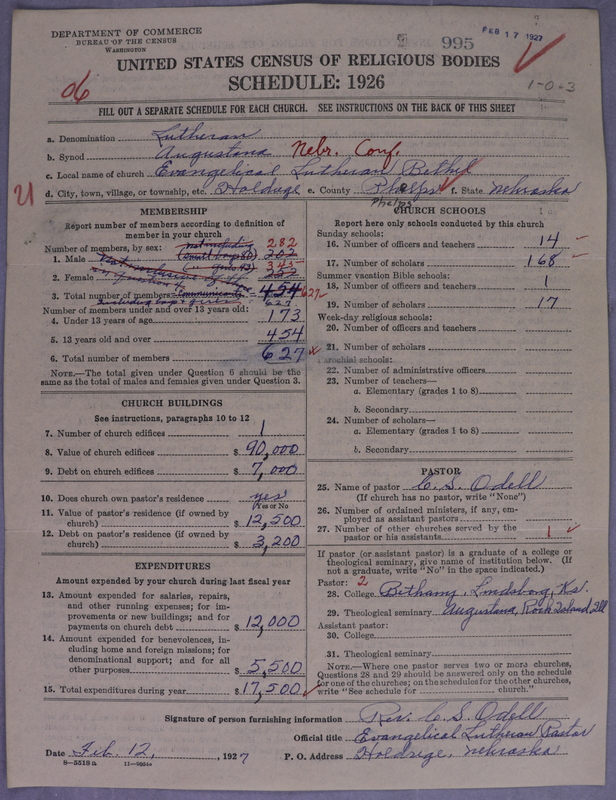 DEPARTMENT OF COMMERCE
BUREAU OF THE CENSUS
WASHINGTON
995
FEB 17 1927
UNITED STATES CENSUS OF RELIGIOUS BODIES
SCHEDULE: 1926
06
1-0-3
FILL OUT A SEPARATE SCHEDULE FOR EACH CHURCH. SEE INSTRUCTIONS ON THE BACK OF THIS SHEET
a. Denomination Lutheran
b. Synod Augustana Nebr. Conf.
c. Local name of church Evangelical Lutheran Bethel
d. City, town, village, or township, etc. Holdrege e. County Phelps f. State Nebraska
Phelps
MEMBERSHIP
Report number of members according to definition of member in your church
Number of members, by sex:
282
1. Male 202
345
2. Female 252
3. Total number of members 454 627
627
Number of members under and over 13 years old:
4. Under 13 years of age 173
5. 13 years old and over 454
6. Total number of members 627
NOTE.—The total given under Question 6 should be the same as the total of males and females given under Question 3.
CHURCH BUILDINGS
See instructions, paragraphs 10 to 12
7. Number of church edifices 1
8. Value of church edifices $ 90,000
9. Debt on church edifices $ 7,000
10. Does church own pastor's residence yes
(Yes or No)
11. Value of pastor's residence (if owned by church) $ 12,500
12. Debt on pastor's residence (if owned by church) $ 3,200
EXPENDITURES
Amount expended by your church during last fiscal year
13. Amount expended for salaries, repairs, and other running expenses; for improvements or new buildings; and for payments on church debt $ 12,000
14. Amount expended for benevolences, including home and foreign missions; for denominational support; and for all other purposes $ 5,500
15. Total expenditures during year $ 17,500
CHURCH SCHOOLS
Report here only schools conducted by this church
Sunday schools:
16. Number of officers and teachers 14
17. Number of scholars 168
Summer vacation Bible schools:
18. Number of officers and teachers 1
19. Number of scholars 17
Week-day religious schools:
20. Number of officers and teachers
21. Number of scholars
Parochial schools:
22. Number of administrative officers
23. Number of teachers—
a. Elementary (grades 1 to 8)
b. Secondary
24. Number of scholars—
a. Elementary (grades 1 to 8)
b. Secondary
PASTOR
25. Name of pastor C. S. Odell
(If church has no pastor, write "None")
26. Number of ordained ministers, if any, employed as assistant pastors
27. Number of other churches served by the pastor or his assistants 1
If pastor (or assistant pastor) is a graduate of a college or theological seminary, give name of institution below. (If not a graduate, write "No" in the space indicated.)
Pastor: 2
28. College Bethany Lindsborg, Ks.
29. Theological seminary Augustana, Rock Island, Ill
Assistant pastor:
30. College
31. Theological seminary
NOTE.—Where one pastor serves two or more churches, Questions 28 and 29 should be answered only on the schedule for one of the churches; on the schedules for the other churches, write "See schedule for church."
Signature of person furnishing information Rev. C. S. Odell
Official title Evangelical Lutheran Pastor
Date Feb. 12, 1927 P. O. Address Holdrege, Nebraska
8—5518 a